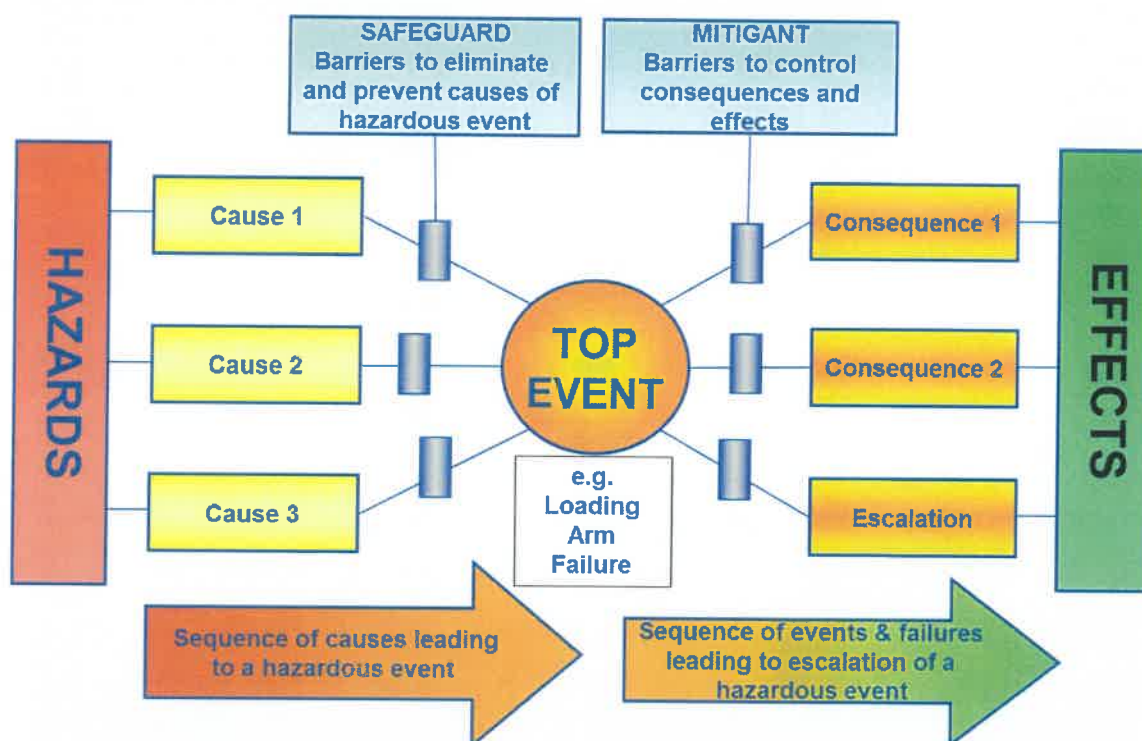 SAFEGUARD
Barriers to eliminate
and prevent causes of
hazardous event
MITIGANT
Barriers to control
consequences and
effects
HAZARDS
Cause 1
Cause 2
Cause 3
TOP
EVENT
e.g.
Loading
Arm
Failure
Consequence 1
Consequence 2
Escalation
EFFECTS
Sequence of causes leading
to a hazardous event
Sequence of events & failures
leading to escalation of a
hazardous event